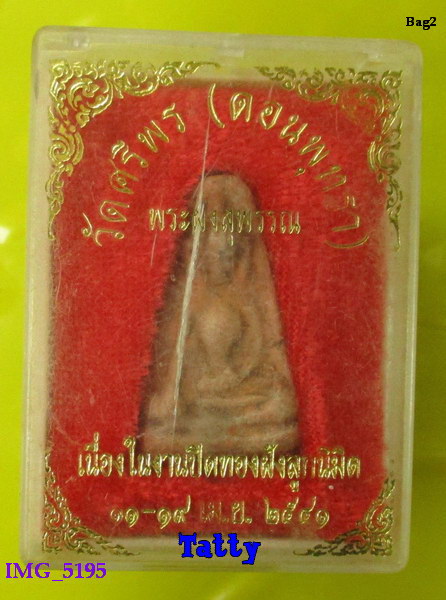 Bag2
วัดศรีพร (ดอนพุทรา)
พระผงสุพรรณ
เนื่องในงานปิดทองฝังลูกนิมิต
๑๑-๑๙ เม.ย. ๒๕๔๑
Tatty
IMG_5195